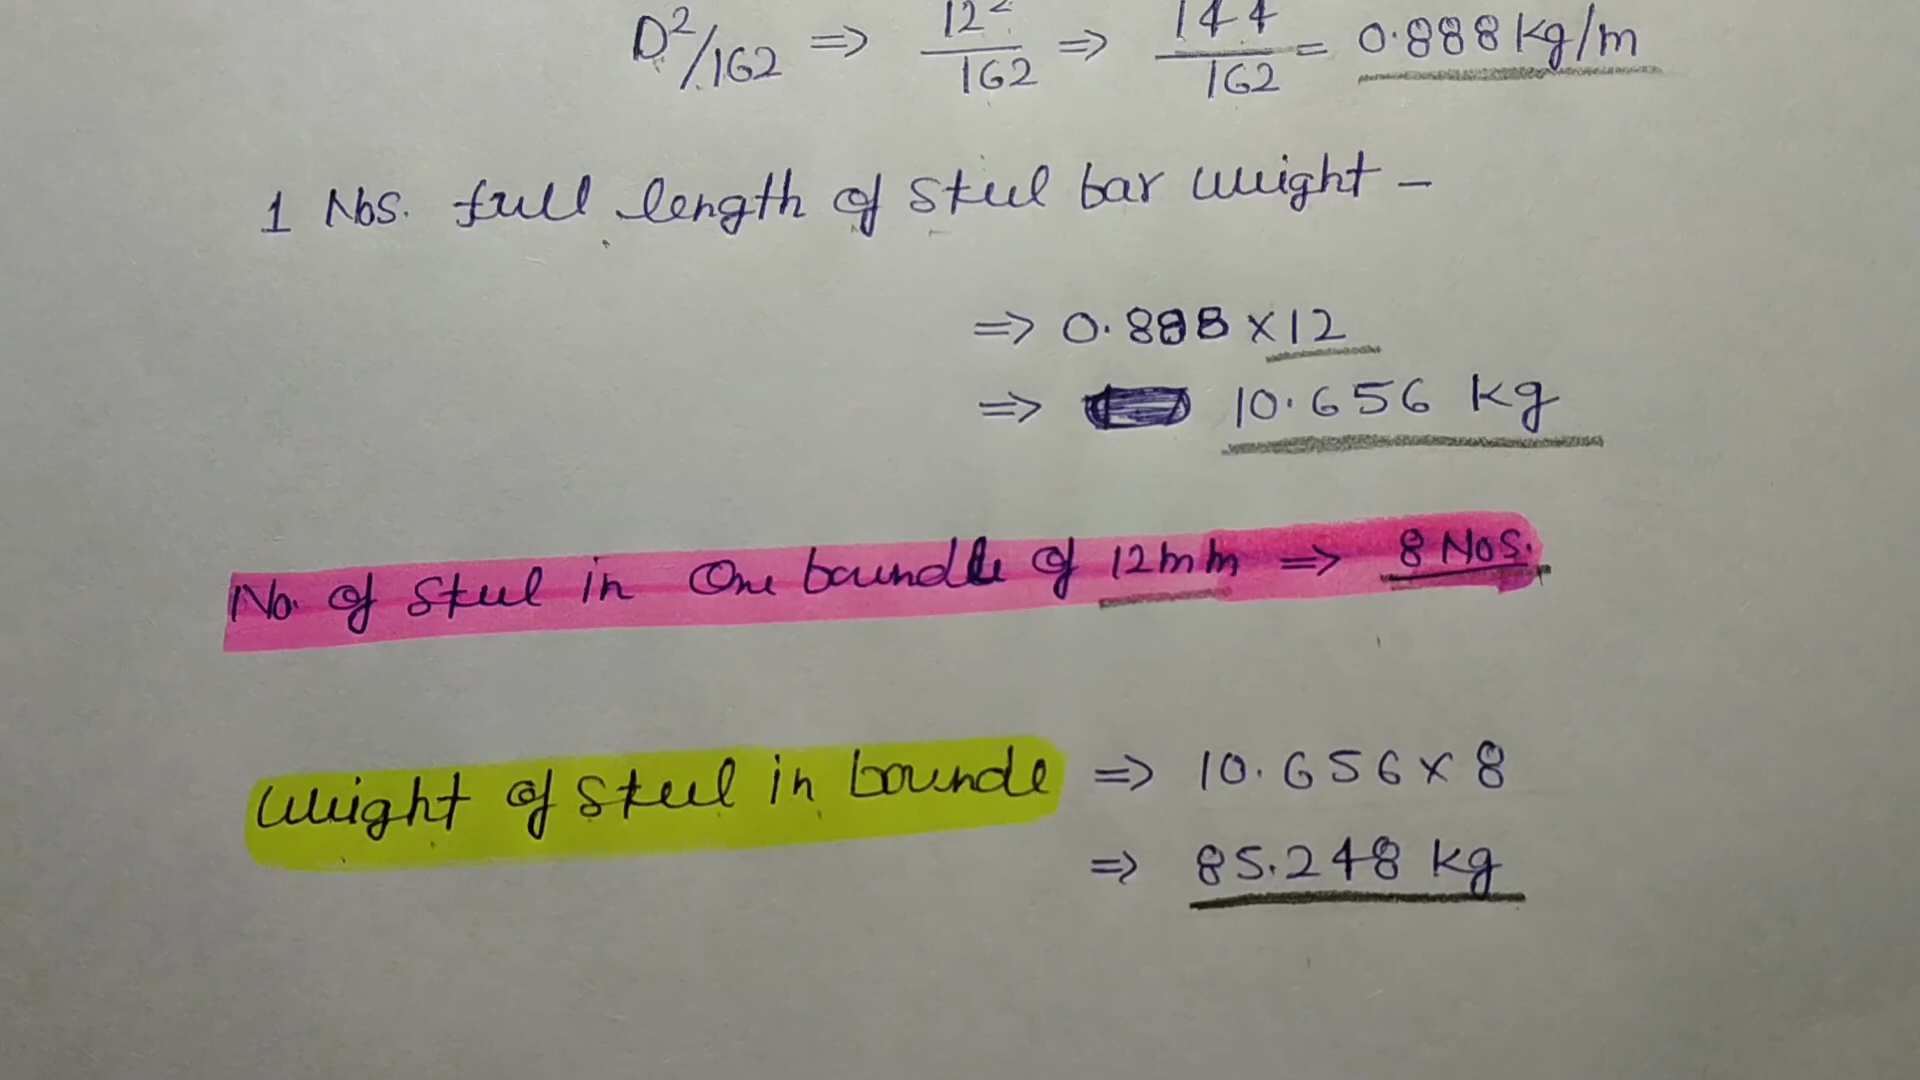 D²/162 => 12²/162 => 144/162 = 0.888 kg/m
1 Nos. full length of Steel bar weight -
=> 0.888 x 12
=> 10.656 kg
No. of Steel in One boundle of 12mm => 8 Nos.
Weight of Steel in bounde => 10.656 x 8
=> 85.248 kg